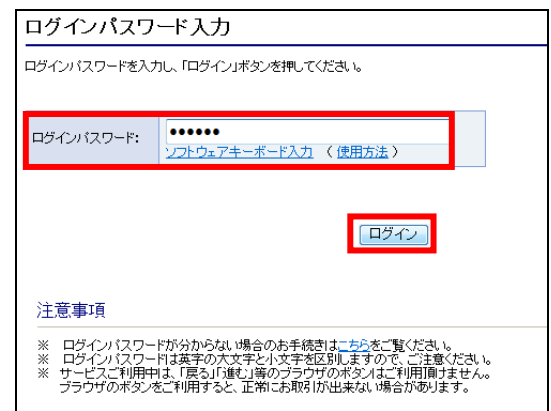 ログインパスワード入力
ログインパスワードを入力し、「ログイン」ボタンを押してください。
ログインパスワード: ●●●●●●
ソフトウェアキーボード入力 （使用方法）
ログイン
注意事項
※ ログインパスワードが分からない場合のお手続きはこちらをご覧ください。
※ ログインパスワードは英字の大文字と小文字を区別しますので、ご注意ください。
※ サービスご利用中は、「戻る」「進む」等のブラウザのボタンはご利用頂けません。
ブラウザのボタンをご利用すると、正常にお取引が出来ない場合があります。